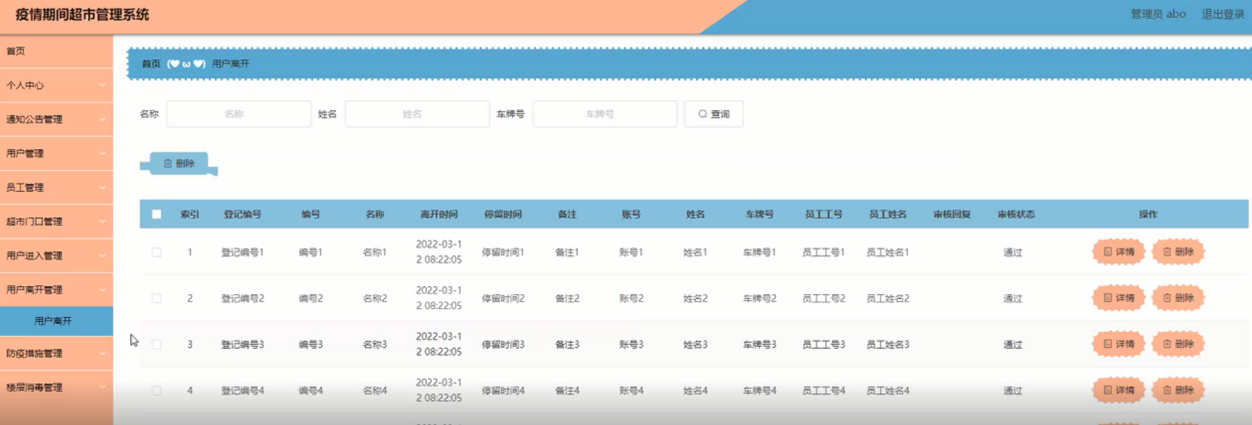 疫情期间超市管理系统
管理员 abo 退出登录
首页
个人中心
通知公告管理
用户管理
员工管理
超市门口管理
用户进入管理
用户离开管理
用户离开
防疫措施管理
楼层消毒管理
首页 (♥ ω ♥) 用户离开
名称 名称 姓名 姓名 车牌号 车牌号 查询
删除
索引 登记编号 编号 名称 离开时间 停留时间 备注 账号 姓名 车牌号 员工工号 员工姓名 审核回复 审核状态 操作
1 登记编号1 编号1 名称1 2022-03-1
2 08:22:05 停留时间1 备注1 账号1 姓名1 车牌号1 员工工号1 员工姓名1 通过 详情 删除
2 登记编号2 编号2 名称2 2022-03-1
2 08:22:05 停留时间2 备注2 账号2 姓名2 车牌号2 员工工号2 员工姓名2 通过 详情 删除
3 登记编号3 编号3 名称3 2022-03-1
2 08:22:05 停留时间3 备注3 账号3 姓名3 车牌号3 员工工号3 员工姓名3 通过 详情 删除
4 登记编号4 编号4 名称4 2022-03-1
2 08:22:05 停留时间4 备注4 账号4 姓名4 车牌号4 员工工号4 员工姓名4 通过 详情 删除